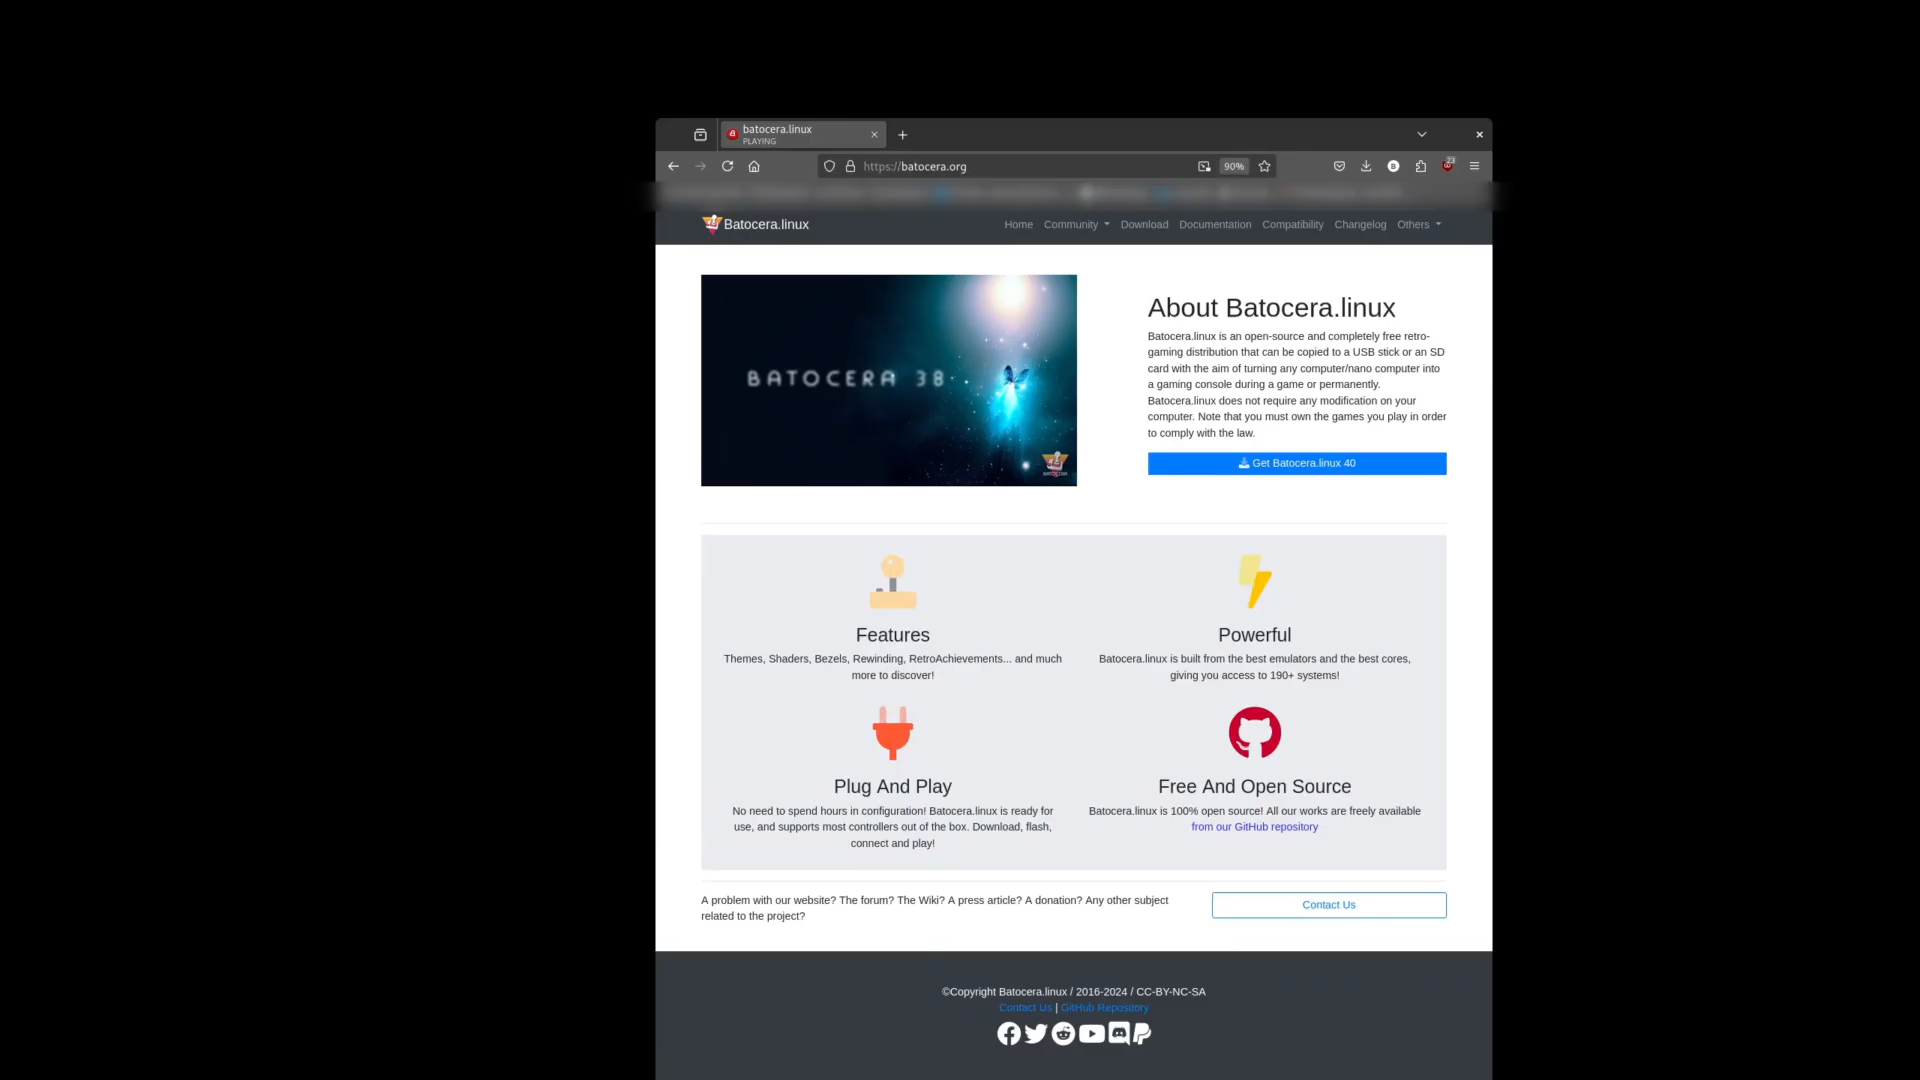 batocera.linux
PLAYING
https://batocera.org
90%
23
Batocera.linux
Home Community Download Documentation Compatibility Changelog Others
BATOCERA 38
About Batocera.linux
Batocera.linux is an open-source and completely free retro-
gaming distribution that can be copied to a USB stick or an SD
card with the aim of turning any computer/nano computer into
a gaming console during a game or permanently.
Batocera.linux does not require any modification on your
computer. Note that you must own the games you play in order
to comply with the law.
Get Batocera.linux 40
Features
Themes, Shaders, Bezels, Rewinding, RetroAchievements... and much
more to discover!
Powerful
Batocera.linux is built from the best emulators and the best cores,
giving you access to 190+ systems!
Plug And Play
No need to spend hours in configuration! Batocera.linux is ready for
use, and supports most controllers out of the box. Download, flash,
connect and play!
Free And Open Source
Batocera.linux is 100% open source! All our works are freely available
from our GitHub repository
A problem with our website? The forum? The Wiki? A press article? A donation? Any other subject
related to the project?
Contact Us
©Copyright Batocera.linux / 2016-2024 / CC-BY-NC-SA
Contact Us | GitHub Repository